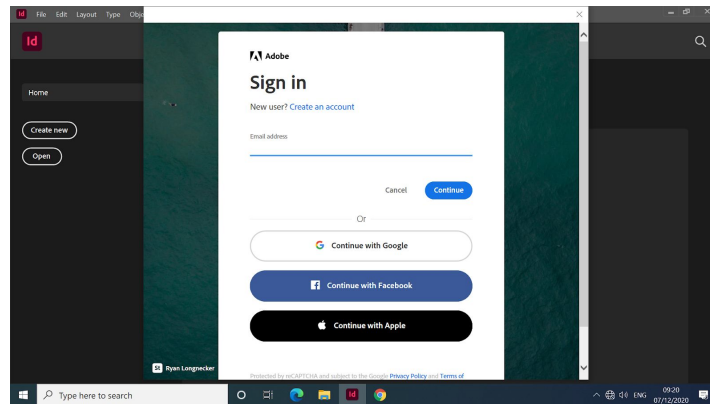 Id File Edit Layout Type Obje
Id
Home
Create new
Open
Adobe
Sign in
New user? Create an account
Email address
Cancel Continue
Or
G Continue with Google
f Continue with Facebook
Continue with Apple
Protected by reCAPTCHA and subject to the Google Privacy Policy and Terms of
St Ryan Longnecker
Type here to search
Id
ENG
09:20
07/12/2020